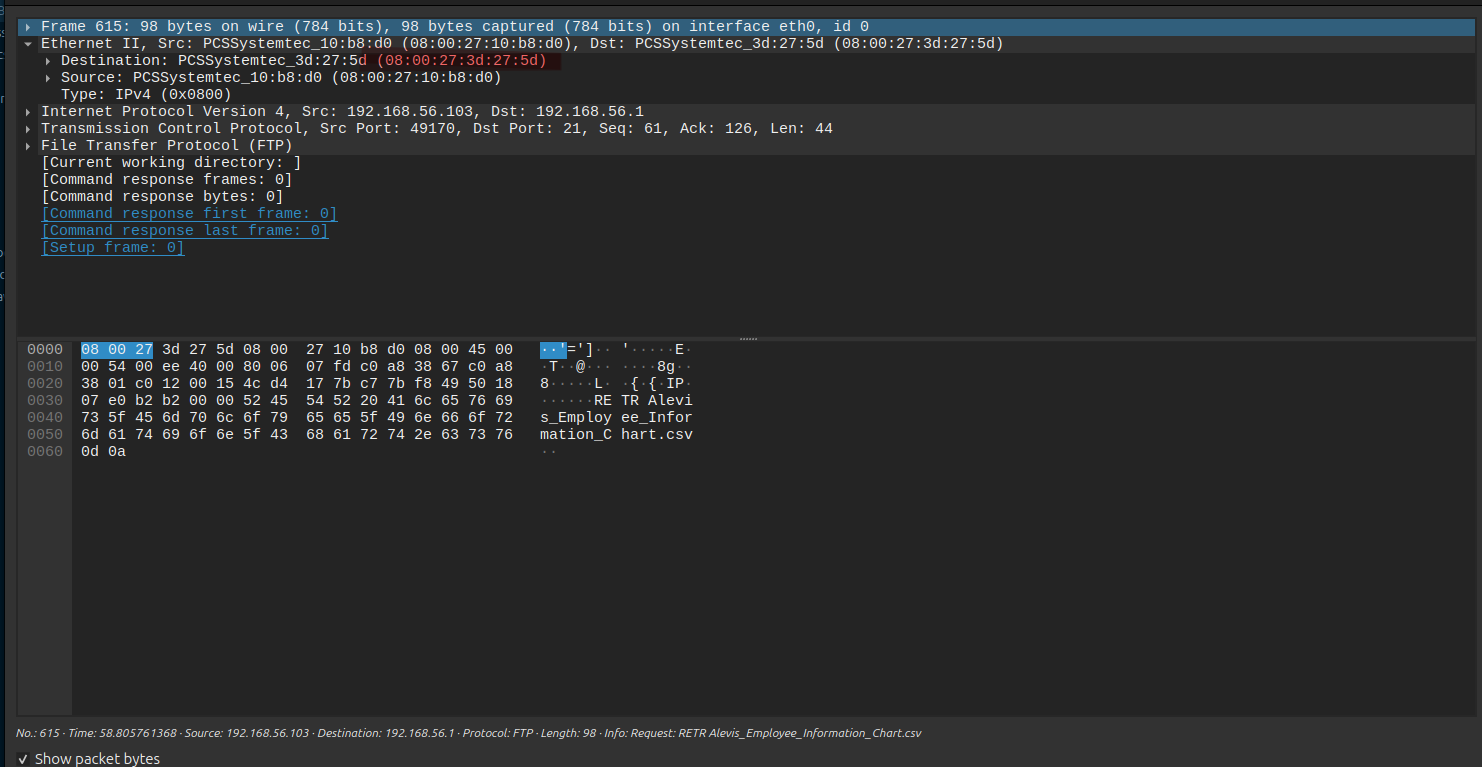 Frame 615: 98 bytes on wire (784 bits), 98 bytes captured (784 bits) on interface eth0, id 0
Ethernet II, Src: PCSSystemtec_10:b8:d0 (08:00:27:10:b8:d0), Dst: PCSSystemtec_3d:27:5d (08:00:27:3d:27:5d)
Destination: PCSSystemtec_3d:27:5d (08:00:27:3d:27:5d)
Source: PCSSystemtec_10:b8:d0 (08:00:27:10:b8:d0)
Type: IPv4 (0x0800)
Internet Protocol Version 4, Src: 192.168.56.103, Dst: 192.168.56.1
Transmission Control Protocol, Src Port: 49170, Dst Port: 21, Seq: 61, Ack: 126, Len: 44
File Transfer Protocol (FTP)
[Current working directory: ]
[Command response frames: 0]
[Command response bytes: 0]
[Command response first frame: 0]
[Command response last frame: 0]
[Setup frame: 0]
0000 08 00 27 3d 27 5d 08 00 27 10 b8 d0 08 00 45 00 ··'=']·· '·····E·
0010 00 54 00 ee 40 00 80 06 07 fd c0 a8 38 67 c0 a8 ·T··@··· ····8g··
0020 38 01 c0 12 00 15 4c d4 17 7b c7 7b f8 49 50 18 8·····L· ·{·{·IP·
0030 07 e0 b2 b2 00 00 52 45 54 52 20 41 6c 65 76 69 ······RE TR Alevi
0040 73 5f 45 6d 70 6c 6f 79 65 65 5f 49 6e 66 6f 72 s_Employ ee_Infor
0050 6d 61 74 69 6f 6e 5f 43 68 61 72 74 2e 63 73 76 mation_C hart.csv
0060 0d 0a ··
No.: 615 · Time: 58.805761368 · Source: 192.168.56.103 · Destination: 192.168.56.1 · Protocol: FTP · Length: 98 · Info: Request: RETR Alevis_Employee_Information_Chart.csv
Show packet bytes